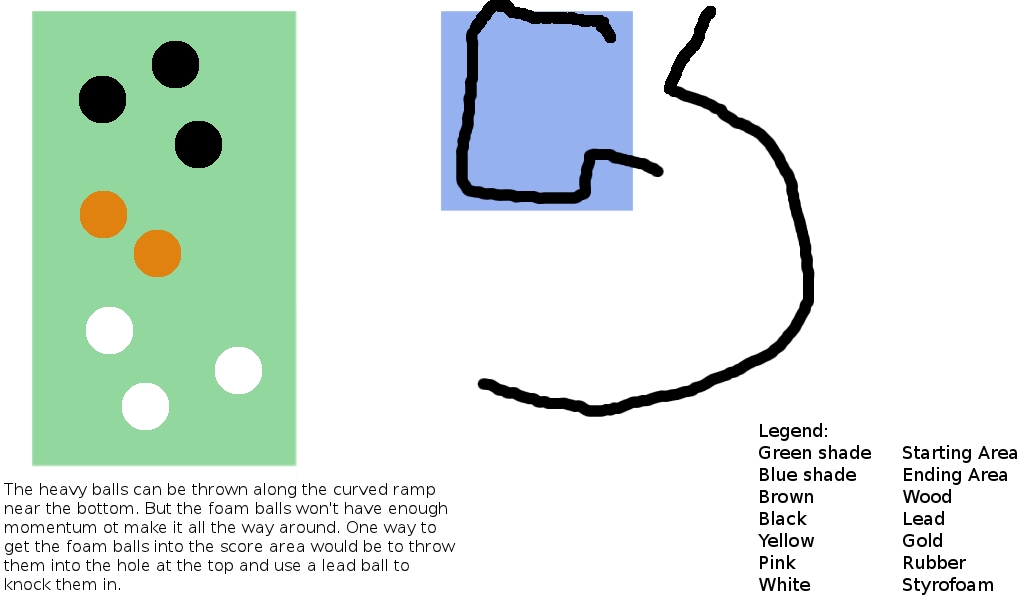 Legend:
Green shade Starting Area
Blue shade Ending Area
Brown Wood
Black Lead
Yellow Gold
Pink Rubber
White Styrofoam
The heavy balls can be thrown along the curved ramp
near the bottom. But the foam balls won't have enough
momentum ot make it all the way around. One way to
get the foam balls into the score area would be to throw
them into the hole at the top and use a lead ball to
knock them in.